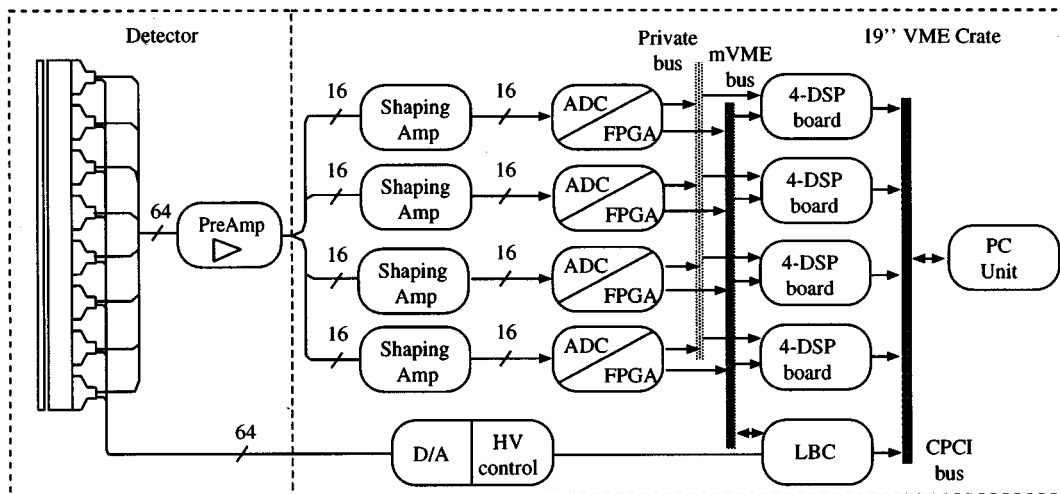 Detector
Private
bus
mVME
bus
19'' VME Crate
16
Shaping
Amp
16
ADC
FPGA
4-DSP
board
16
Shaping
Amp
16
ADC
FPGA
4-DSP
board
64
PreAmp
16
Shaping
Amp
16
ADC
FPGA
4-DSP
board
PC
Unit
16
Shaping
Amp
16
ADC
FPGA
4-DSP
board
64
D/A
HV
control
LBC
CPCI
bus